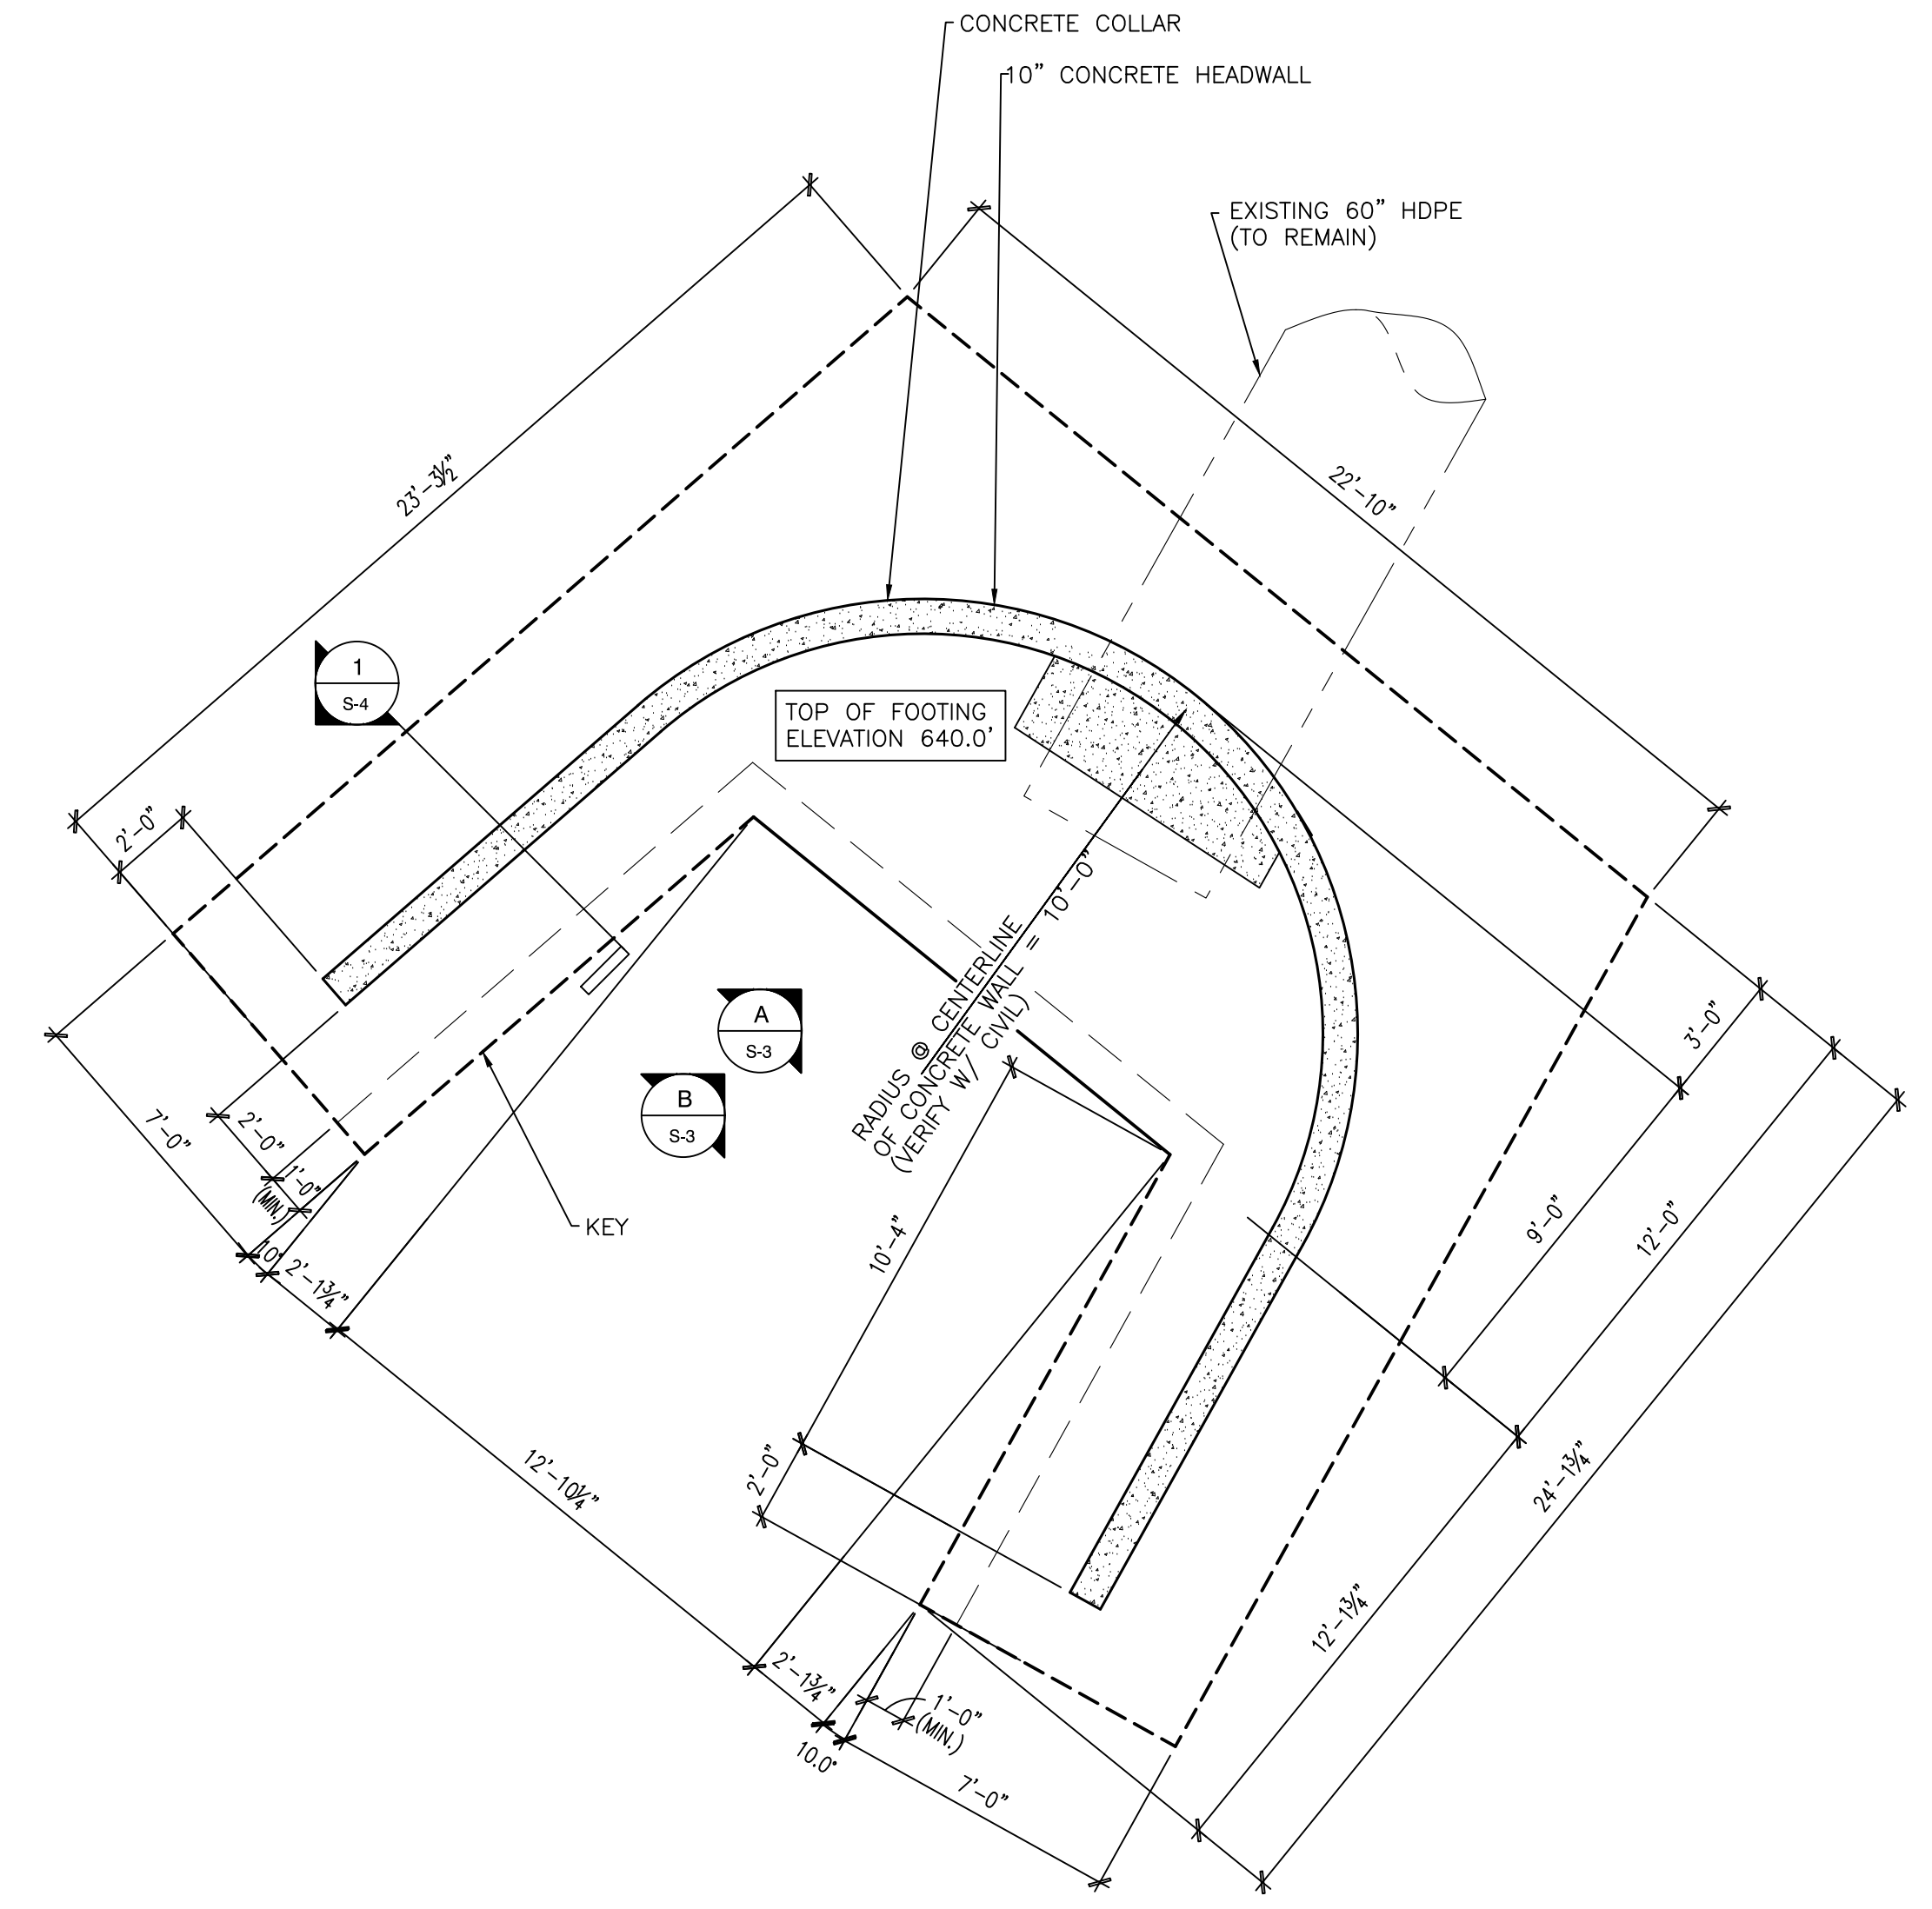 CONCRETE COLLAR
10” CONCRETE HEADWALL
EXISTING 60” HDPE
(TO REMAIN)
23’-3½”
22’-10”
1
S-4
TOP OF FOOTING
ELEVATION 640.0'
2’-0”
RADIUS @ CENTERLINE
OF CONCRETE WALL = 10’-0”
(VERIFY W/ CIVIL)
A
S-3
B
S-3
3’-0”
7’-0”
2’-0”
1’-0”
(MIN.)
KEY
2’-1¾”
10’-4”
9’-0”
12’-0”
12’-10¼”
2’-0”
24’-1¾”
12’-1¾”
2’-1¾”
1’-0”
(MIN.)
10.0°
7’-0”